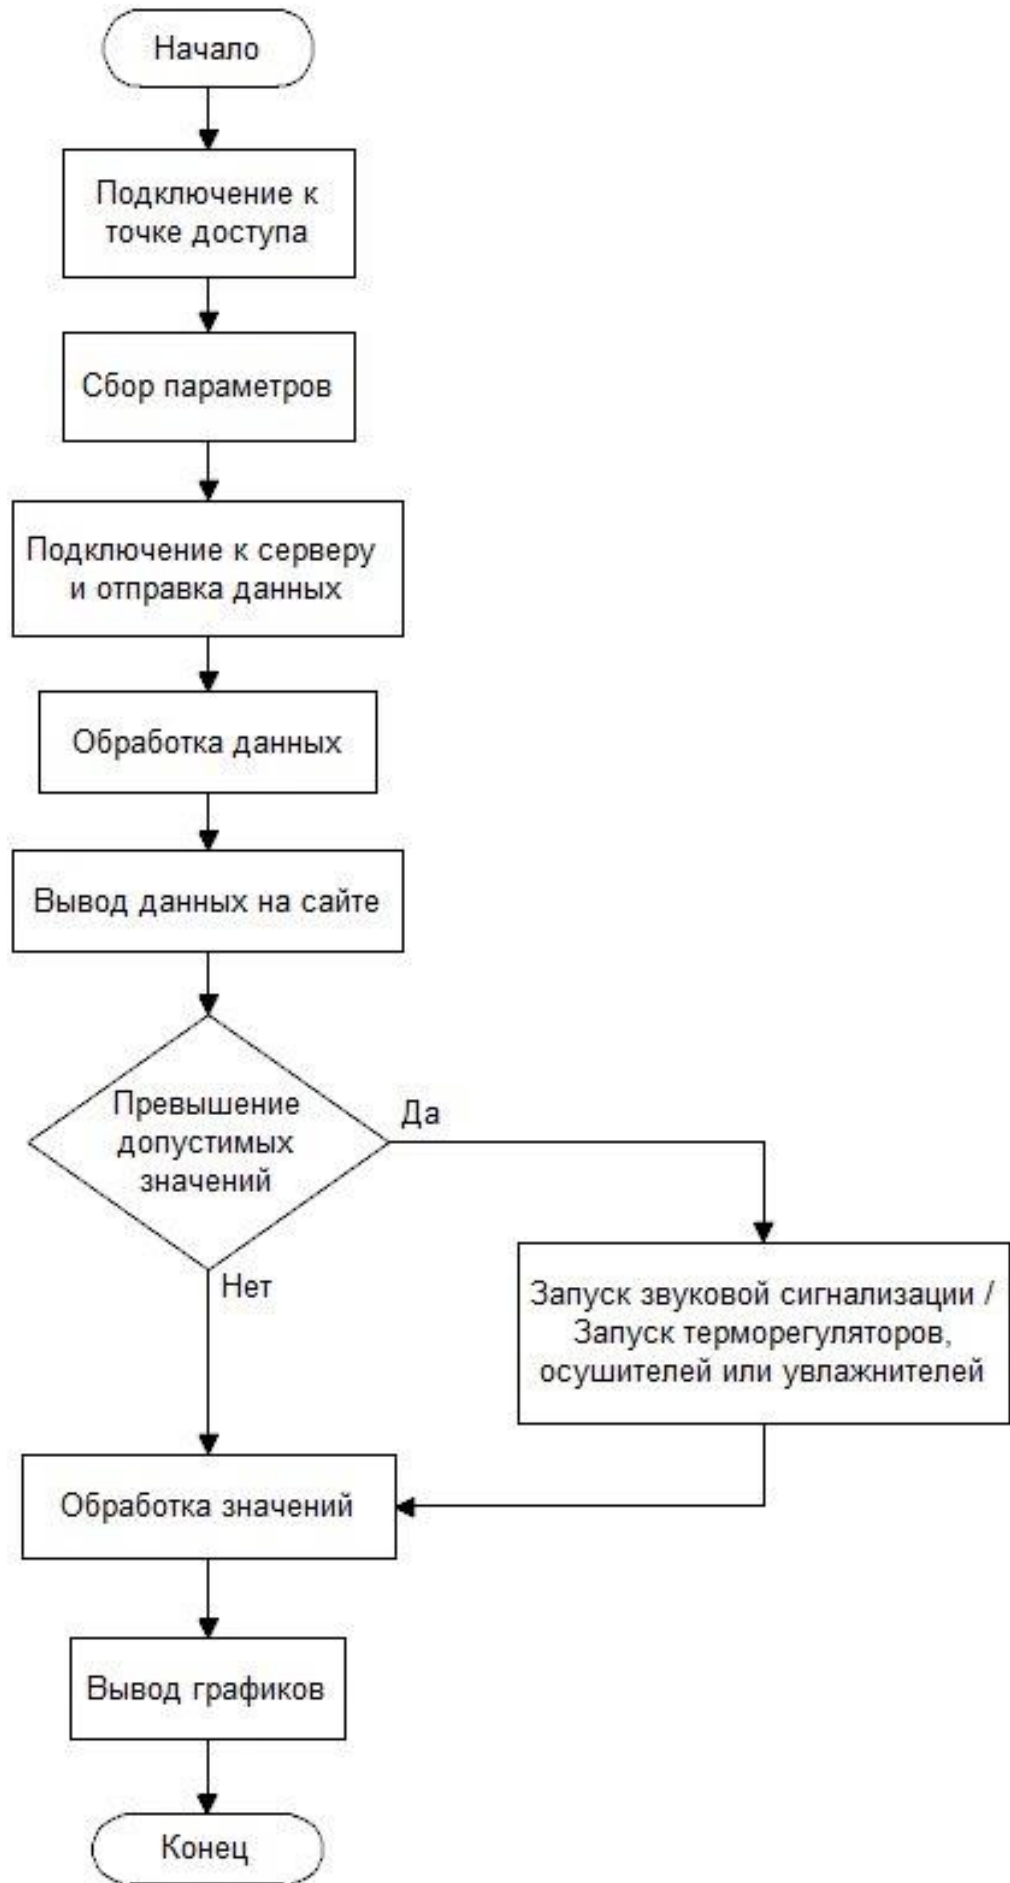 Начало
Подключение к
точке доступа
Сбор параметров
Подключение к серверу
и отправка данных
Обработка данных
Вывод данных на сайте
Превышение
допустимых
значений
Да
Нет
Запуск звуковой сигнализации /
Запуск терморегуляторов,
осушителей или увлажнителей
Обработка значений
Вывод графиков
Конец